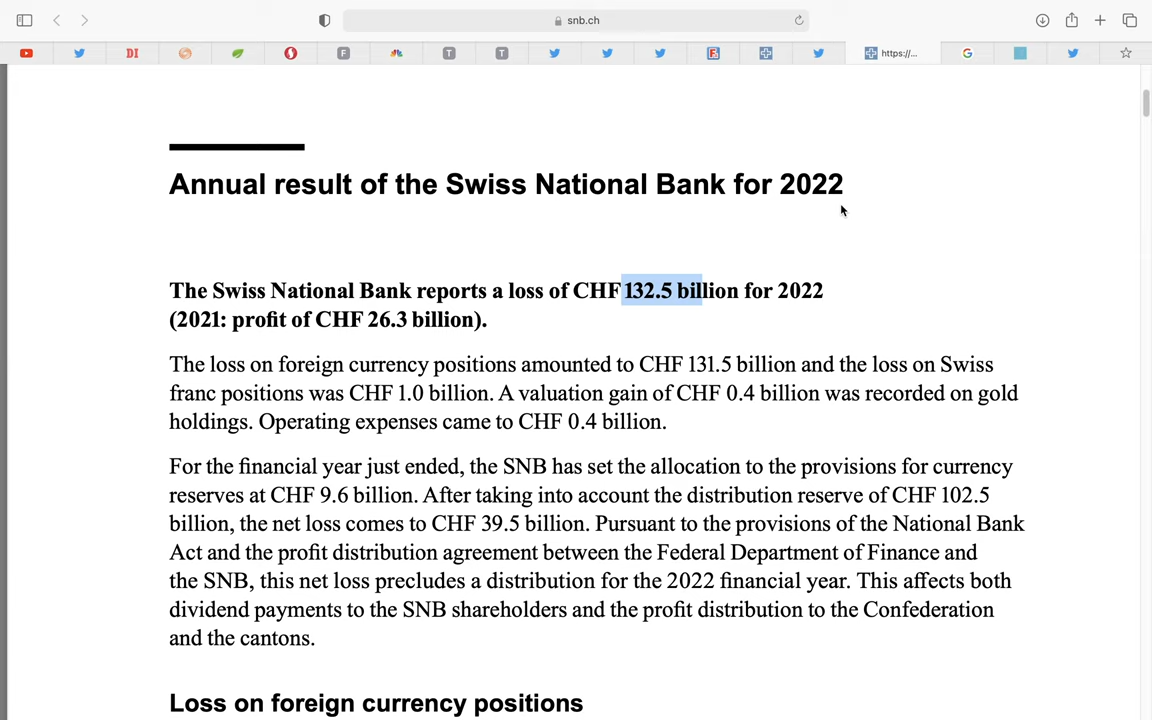 snb.ch
DI
F
T
T
https://...
G
Annual result of the Swiss National Bank for 2022
The Swiss National Bank reports a loss of CHF 132.5 billion for 2022
(2021: profit of CHF 26.3 billion).
The loss on foreign currency positions amounted to CHF 131.5 billion and the loss on Swiss
franc positions was CHF 1.0 billion. A valuation gain of CHF 0.4 billion was recorded on gold
holdings. Operating expenses came to CHF 0.4 billion.
For the financial year just ended, the SNB has set the allocation to the provisions for currency
reserves at CHF 9.6 billion. After taking into account the distribution reserve of CHF 102.5
billion, the net loss comes to CHF 39.5 billion. Pursuant to the provisions of the National Bank
Act and the profit distribution agreement between the Federal Department of Finance and
the SNB, this net loss precludes a distribution for the 2022 financial year. This affects both
dividend payments to the SNB shareholders and the profit distribution to the Confederation
and the cantons.
Loss on foreign currency positions